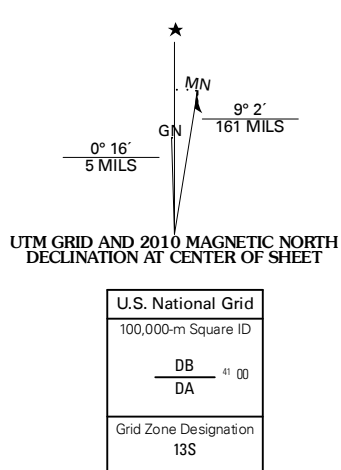 ★
MN
9° 2´
161 MILS
GN
0° 16´
5 MILS
UTM GRID AND 2010 MAGNETIC NORTH
DECLINATION AT CENTER OF SHEET
U.S. National Grid
100,000-m Square ID
DB
41 00
DA
Grid Zone Designation
13S